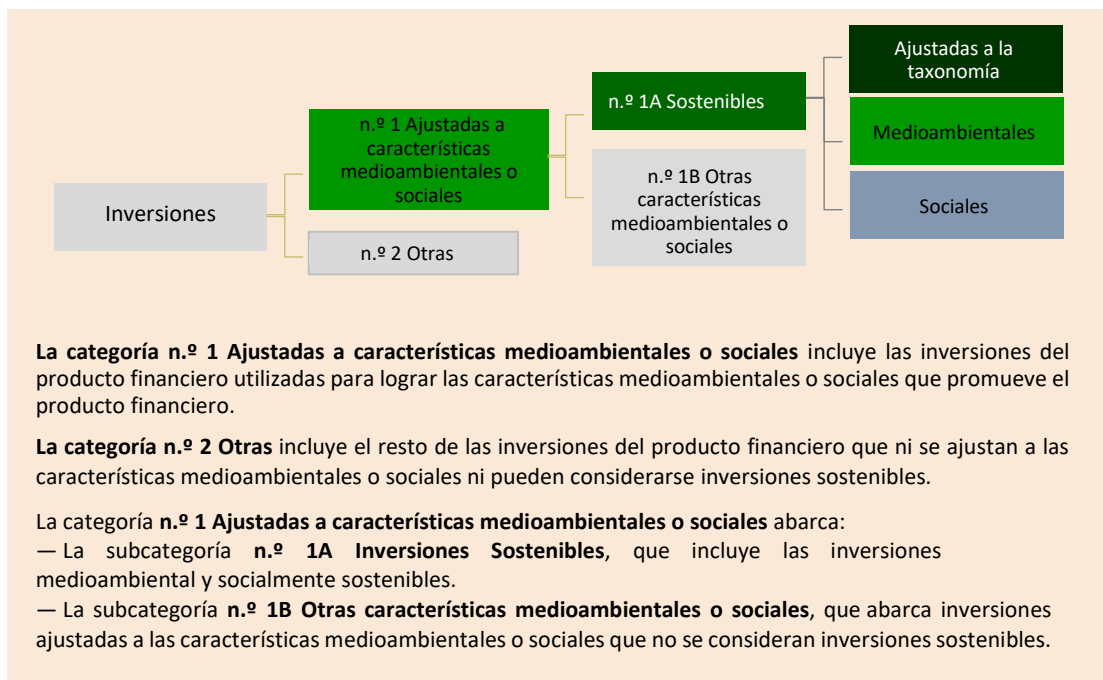 Inversiones
n.º 1 Ajustadas a
características
medioambientales o
sociales
n.º 2 Otras
n.º 1A Sostenibles
n.º 1B Otras
características
medioambientales o
sociales
Ajustadas a la
taxonomía
Medioambientales
Sociales
La categoría n.º 1 Ajustadas a características medioambientales o sociales incluye las inversiones del
producto financiero utilizadas para lograr las características medioambientales o sociales que promueve el
producto financiero.
La categoría n.º 2 Otras incluye el resto de las inversiones del producto financiero que ni se ajustan a las
características medioambientales o sociales ni pueden considerarse inversiones sostenibles.
La categoría n.º 1 Ajustadas a características medioambientales o sociales abarca:
— La subcategoría n.º 1A Inversiones Sostenibles, que incluye las inversiones
medioambiental y socialmente sostenibles.
— La subcategoría n.º 1B Otras características medioambientales o sociales, que abarca inversiones
ajustadas a las características medioambientales o sociales que no se consideran inversiones sostenibles.